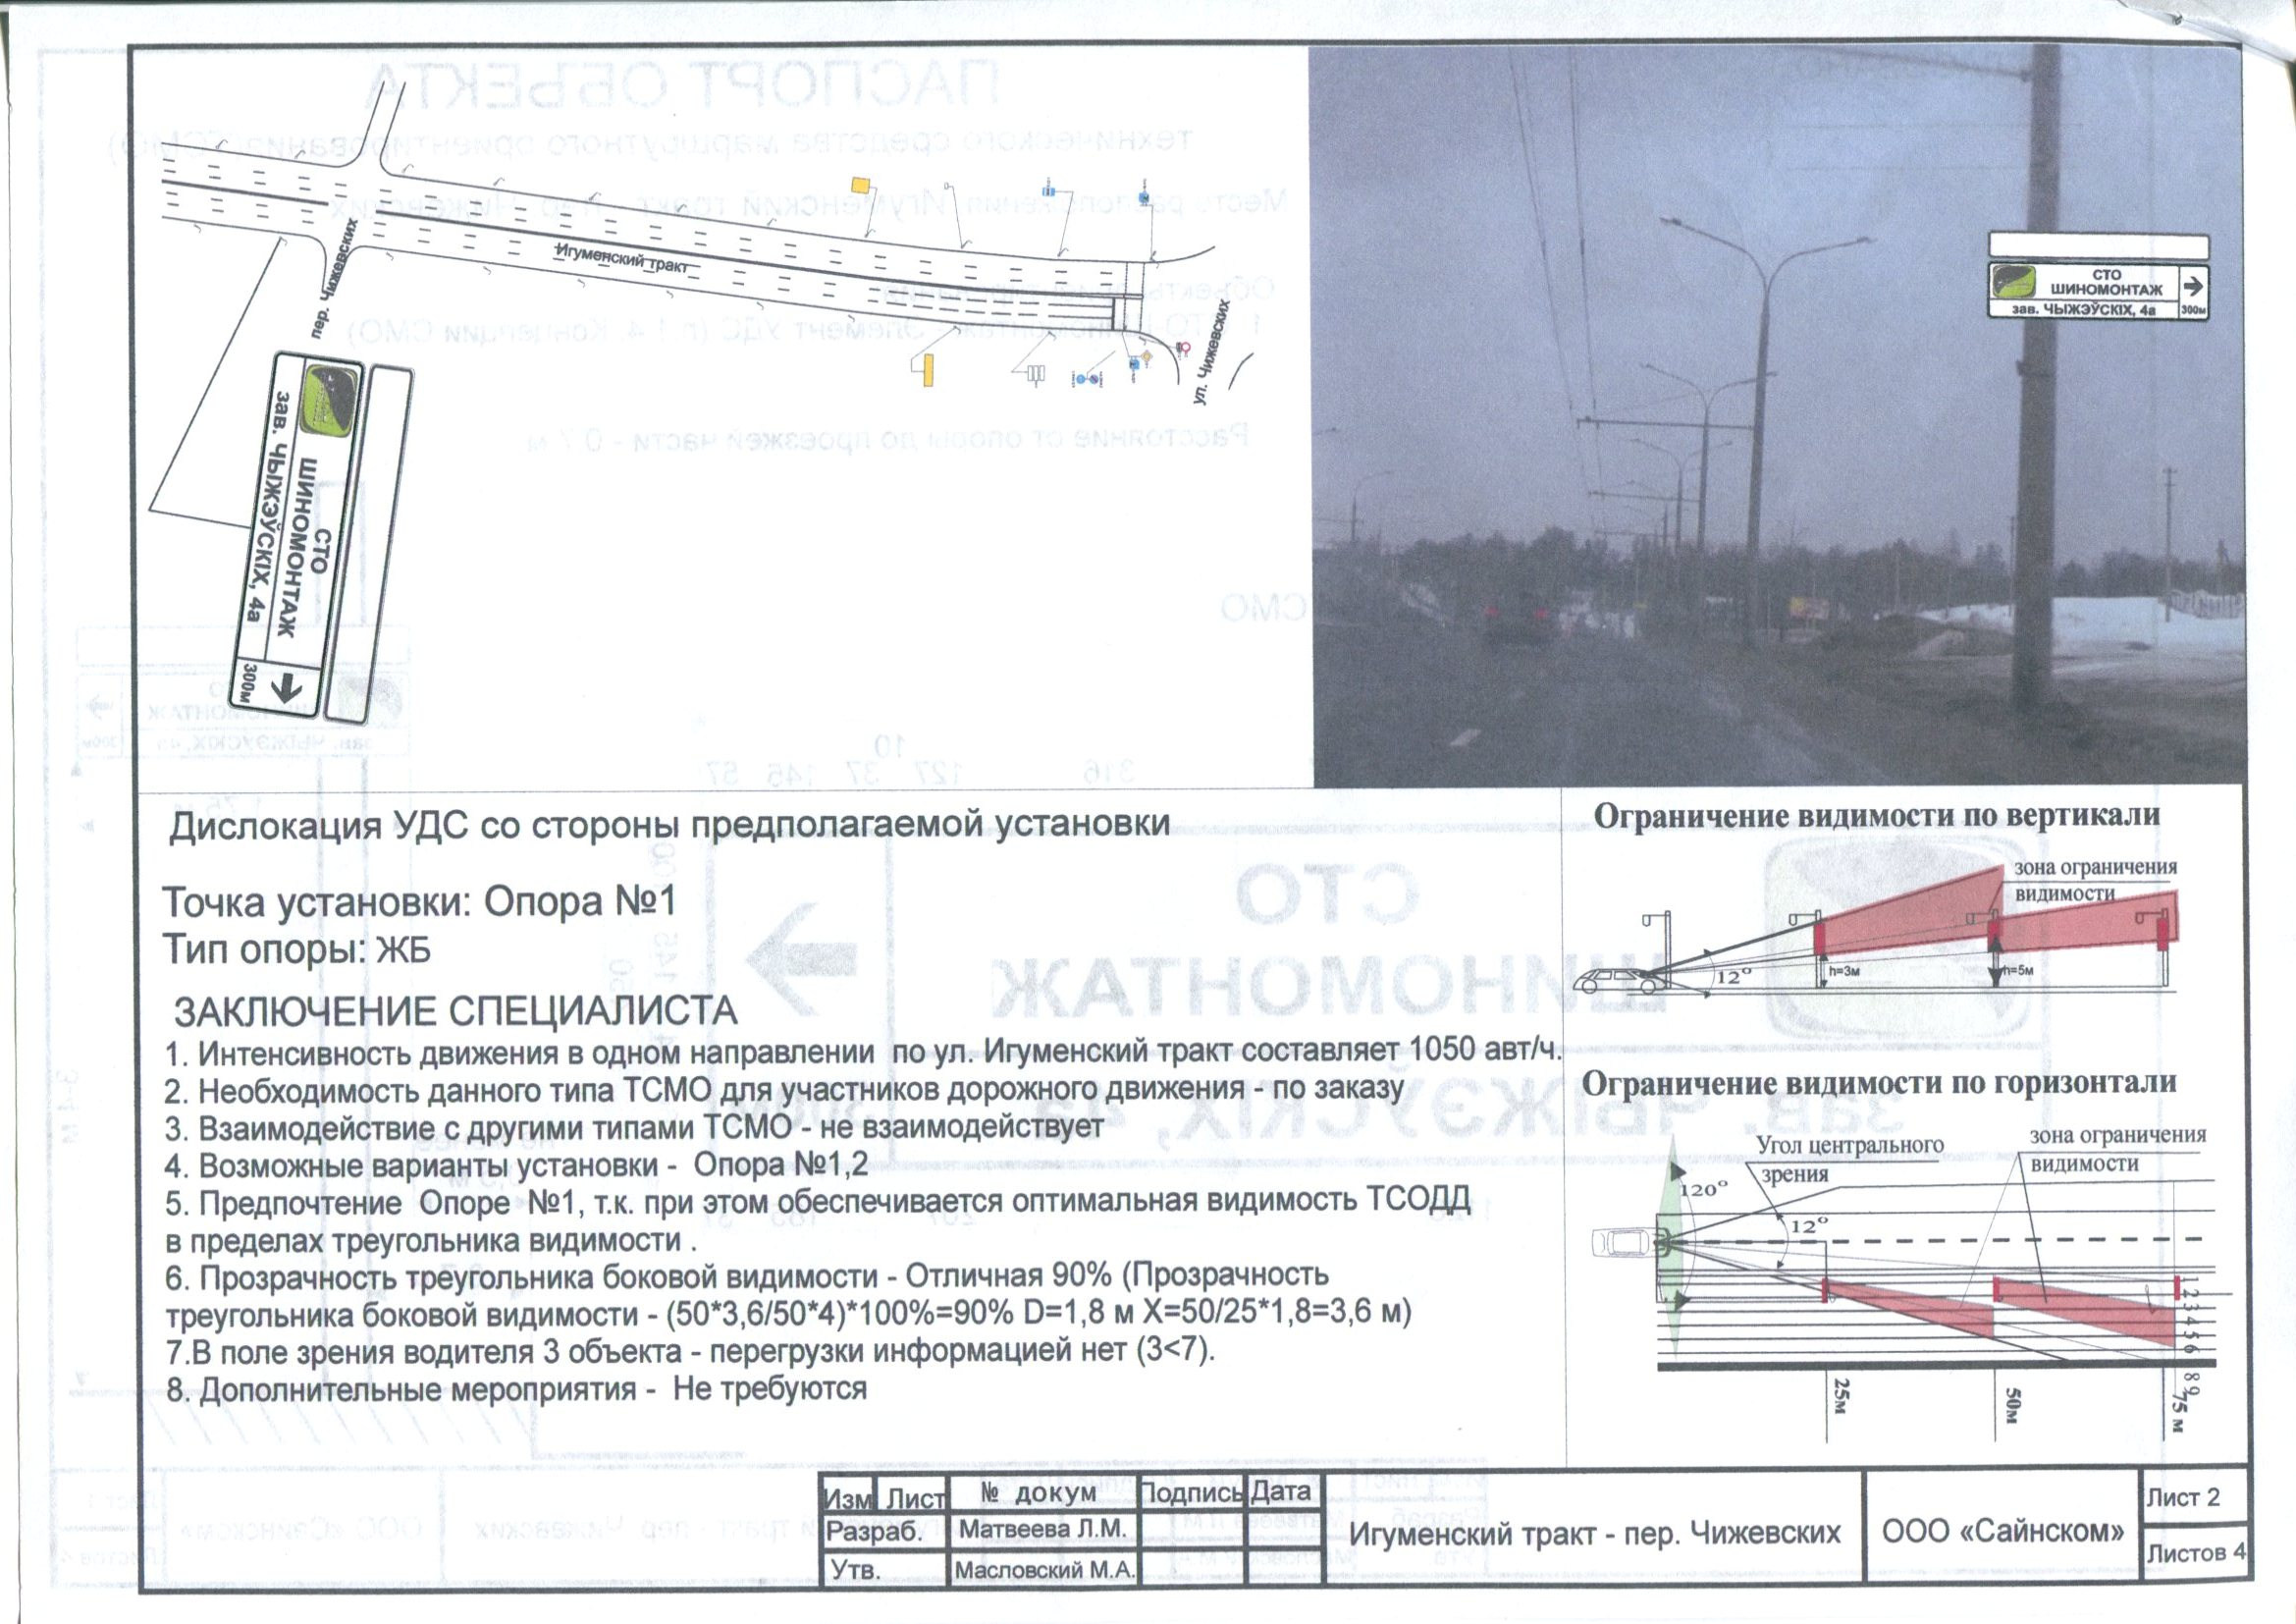 пер. Чижевских
Игуменский тракт
ул. Чижевских
СТО
ШИНОМОНТАЖ
зав. ЧЫЖЭЎСКІХ, 4а
300м
СТО
ШИНОМОНТАЖ
зав. ЧЫЖЭЎСКІХ, 4а
300м
Дислокация УДС со стороны предполагаемой установки
Точка установки: Опора №1
Тип опоры: ЖБ
ЗАКЛЮЧЕНИЕ СПЕЦИАЛИСТА
1. Интенсивность движения в одном направлении по ул. Игуменский тракт составляет 1050 авт/ч.
2. Необходимость данного типа ТСМО для участников дорожного движения - по заказу
3. Взаимодействие с другими типами ТСМО - не взаимодействует
4. Возможные варианты установки - Опора №1,2
5. Предпочтение Опоре №1, т.к. при этом обеспечивается оптимальная видимость ТСОДД
в пределах треугольника видимости .
6. Прозрачность треугольника боковой видимости - Отличная 90% (Прозрачность
треугольника боковой видимости - (50*3,6/50*4)*100%=90% D=1,8 м X=50/25*1,8=3,6 м)
7.В поле зрения водителя 3 объекта - перегрузки информацией нет (3<7).
8. Дополнительные мероприятия - Не требуются
Ограничение видимости по вертикали
зона ограничения
видимости
12°
h=3м
h=5м
Ограничение видимости по горизонтали
Угол центрального
зрения
зона ограничения
видимости
120°
12°
1 2 3 4 5 6 8 9
25м
50м
75 м
Изм Лист № докум Подпись Дата
Разраб. Матвеева Л.М.
Утв. Масловский М.А.
Игуменский тракт - пер. Чижевских
ООО «Сайнском»
Лист 2
Листов 4